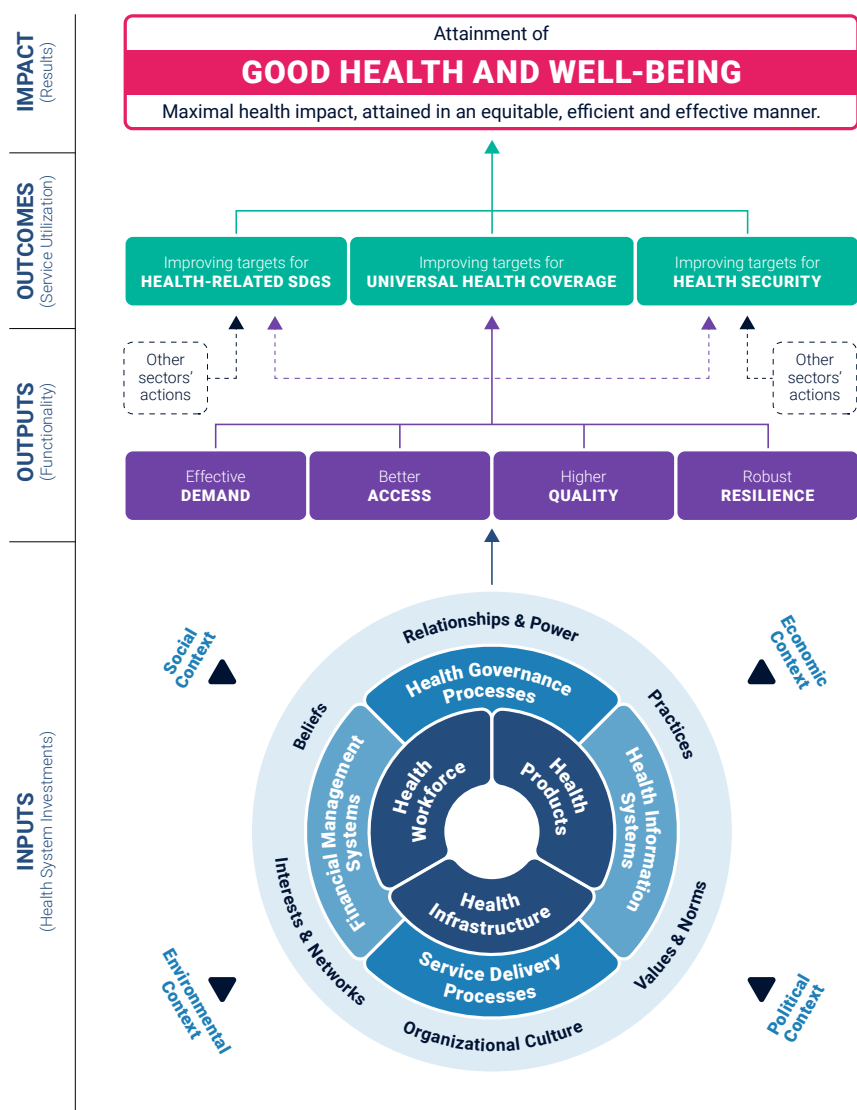 IMPACT
(Results)
Attainment of
GOOD HEALTH AND WELL-BEING
Maximal health impact, attained in an equitable, efficient and effective manner.
OUTCOMES
(Service Utilization)
Improving targets for
HEALTH-RELATED SDGS
Improving targets for
UNIVERSAL HEALTH COVERAGE
Improving targets for
HEALTH SECURITY
OUTPUTS
(Functionality)
Other
sectors'
actions
Other
sectors'
actions
Effective
DEMAND
Better
ACCESS
Higher
QUALITY
Robust
RESILIENCE
INPUTS
(Health System Investments)
Social
Context
Economic
Context
Environmental
Context
Political
Context
Relationships & Power
Beliefs
Practices
Interests & Networks
Values & Norms
Organizational Culture
Health Governance
Processes
Financial Management
Systems
Health Information
Systems
Service Delivery
Processes
Health
Workforce
Health
Products
Health
Infrastructure